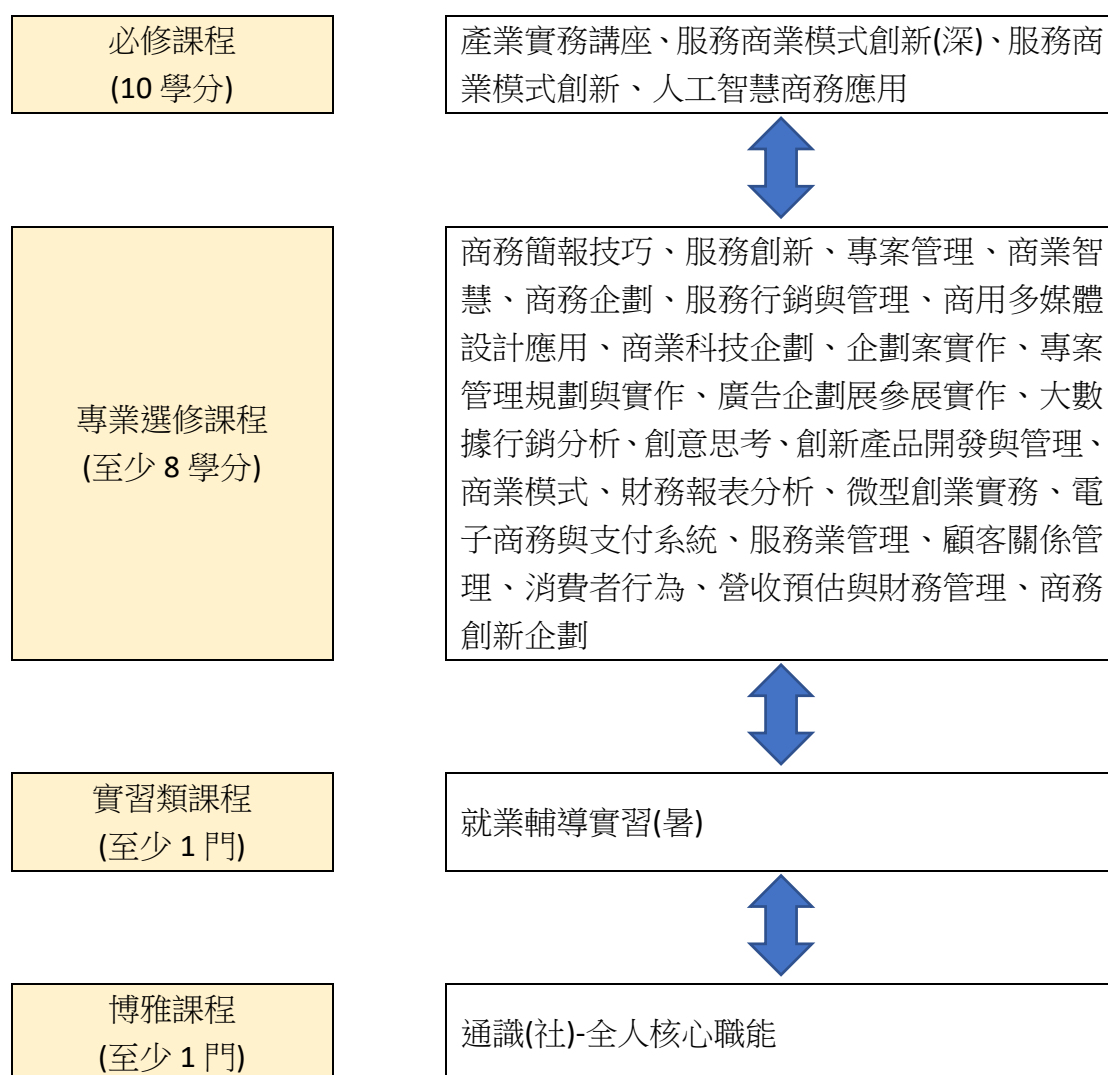 必修課程
(10 學分)
產業實務講座、服務商業模式創新(深)、服務商
業模式創新、人工智慧商務應用
專業選修課程
(至少 8 學分)
商務簡報技巧、服務創新、專案管理、商業智
慧、商務企劃、服務行銷與管理、商用多媒體
設計應用、商業科技企劃、企劃案實作、專案
管理規劃與實作、廣告企劃展參展實作、大數
據行銷分析、創意思考、創新產品開發與管理、
商業模式、財務報表分析、微型創業實務、電
子商務與支付系統、服務業管理、顧客關係管
理、消費者行為、營收預估與財務管理、商務
創新企劃
實習類課程
(至少 1 門)
就業輔導實習(暑)
博雅課程
(至少 1 門)
通識(社)-全人核心職能